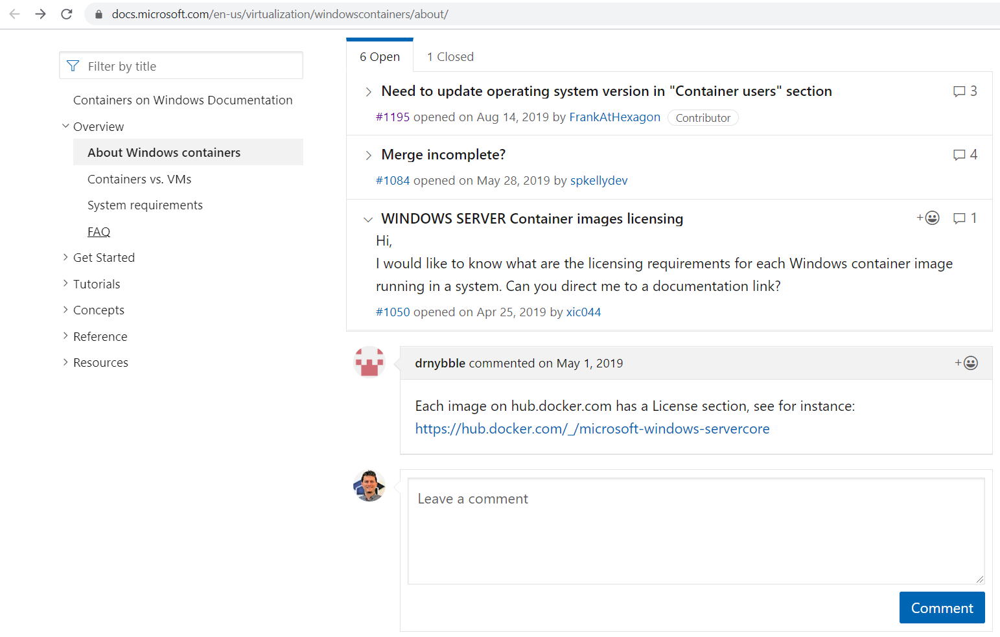 docs.microsoft.com/en-us/virtualization/windowscontainers/about/
Filter by title
Containers on Windows Documentation
Overview
About Windows containers
Containers vs. VMs
System requirements
FAQ
Get Started
Tutorials
Concepts
Reference
Resources
6 Open
1 Closed
Need to update operating system version in "Container users" section
3
#1195 opened on Aug 14, 2019 by FrankAtHexagon Contributor
Merge incomplete?
4
#1084 opened on May 28, 2019 by spkellydev
WINDOWS SERVER Container images licensing
+
1
Hi,
I would like to know what are the licensing requirements for each Windows container image
running in a system. Can you direct me to a documentation link?
#1050 opened on Apr 25, 2019 by xic044
drnybble commented on May 1, 2019
+
Each image on hub.docker.com has a License section, see for instance:
https://hub.docker.com/_/microsoft-windows-servercore
Leave a comment
Comment